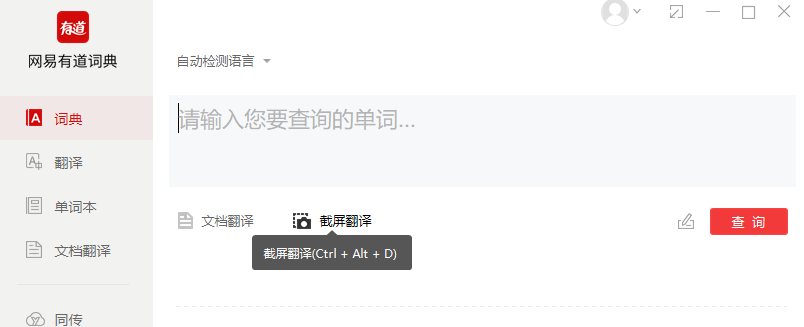 有道
网易有道词典
自动检测语言
词典
请输入您要查询的单词...
翻译
单词本
文档翻译
截屏翻译
查 询
文档翻译
截屏翻译(Ctrl + Alt + D)
同传